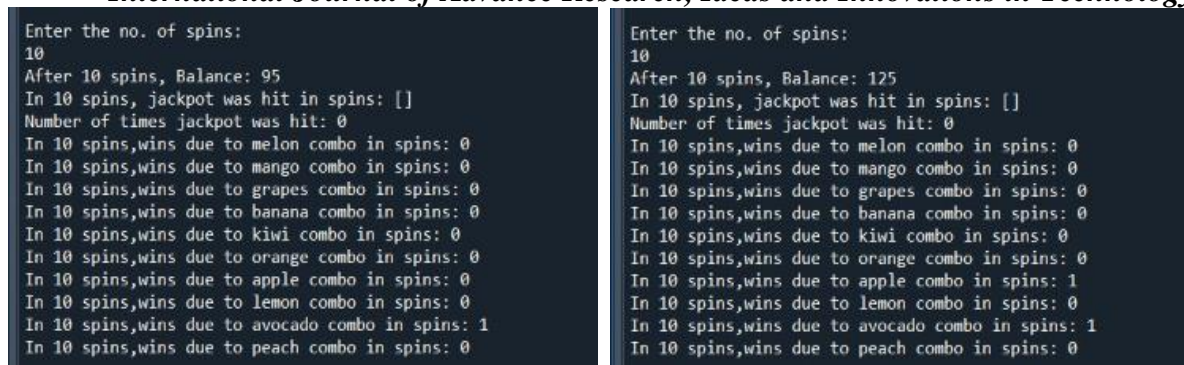 International Journal of Advance Research, Ideas and Innovations in Technology
Enter the no. of spins:
10
After 10 spins, Balance: 95
In 10 spins, jackpot was hit in spins: []
Number of times jackpot was hit: 0
In 10 spins,wins due to melon combo in spins: 0
In 10 spins,wins due to mango combo in spins: 0
In 10 spins,wins due to grapes combo in spins: 0
In 10 spins,wins due to banana combo in spins: 0
In 10 spins,wins due to kiwi combo in spins: 0
In 10 spins,wins due to orange combo in spins: 0
In 10 spins,wins due to apple combo in spins: 0
In 10 spins,wins due to lemon combo in spins: 0
In 10 spins,wins due to avocado combo in spins: 1
In 10 spins,wins due to peach combo in spins: 0
Enter the no. of spins:
10
After 10 spins, Balance: 125
In 10 spins, jackpot was hit in spins: []
Number of times jackpot was hit: 0
In 10 spins,wins due to melon combo in spins: 0
In 10 spins,wins due to mango combo in spins: 0
In 10 spins,wins due to grapes combo in spins: 0
In 10 spins,wins due to banana combo in spins: 0
In 10 spins,wins due to kiwi combo in spins: 0
In 10 spins,wins due to orange combo in spins: 0
In 10 spins,wins due to apple combo in spins: 1
In 10 spins,wins due to lemon combo in spins: 0
In 10 spins,wins due to avocado combo in spins: 1
In 10 spins,wins due to peach combo in spins: 0